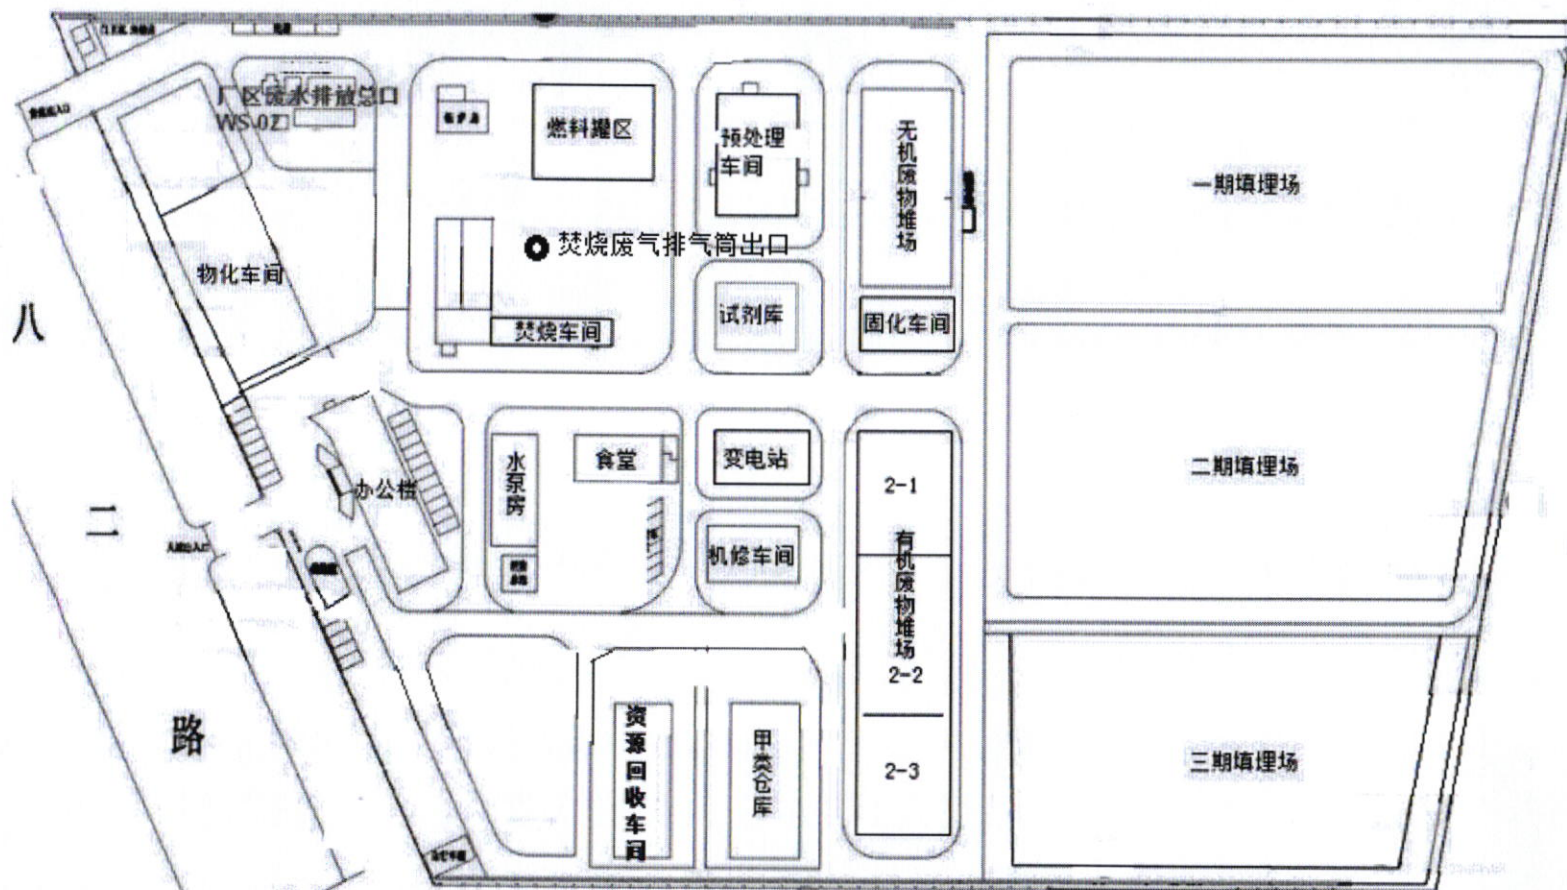 厂区废水排放总口
WS-02
燃料罐区
预处理
车间
无机废物堆场
一期填埋场
物化车间
焚烧废气排气筒出口
试剂库
固化车间
焚烧车间
八
二
路
办公楼
水泵房
食堂
变电站
机修车间
2-1
有机废物堆场
2-2
2-3
二期填埋场
资源回收车间
甲类仓库
三期填埋场